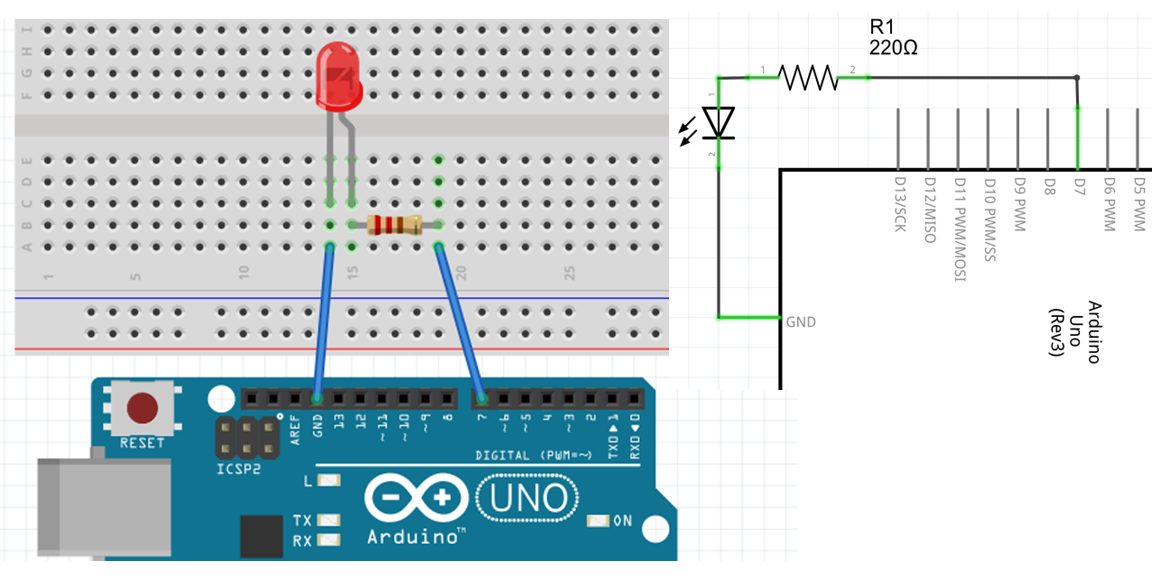 I
H
G
F
E
D
C
B
A
1
5
10
15
20
25
RESET
ICSP2
AREF
GND
13
12
~11
~10
~9
8
7
~6
~5
4
~3
2
TX0▶1
RX0◀0
DIGITAL (PWM=~)
L
TX
RX
UNO
ON
Arduino™
R1
220Ω
1
2
1
2
D13/SCK
D12/MISO
D11 PWM/MOSI
D10 PWM/SS
D9 PWM
D8
D7
D6 PWM
D5 PWM
GND
Arduino
Uno
(Rev3)